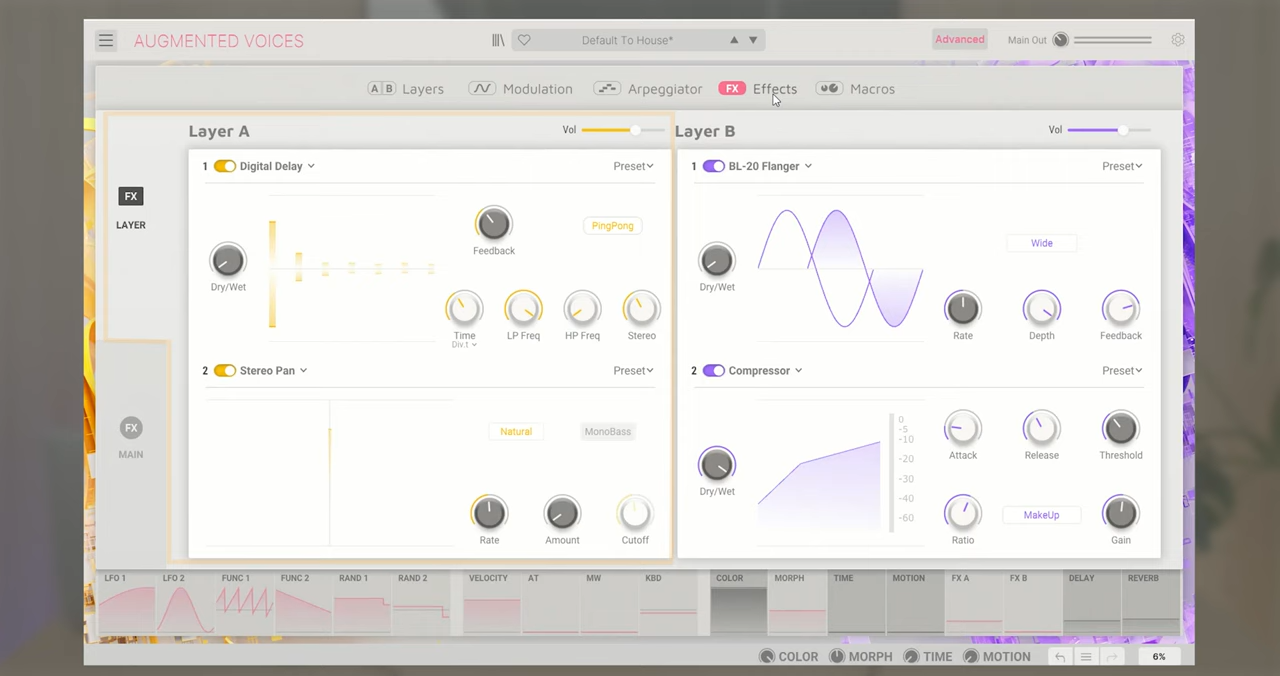 AUGMENTED VOICES
Default To House*
Advanced
Main Out
A B Layers
Modulation
Arpeggiator
FX Effects
Macros
Layer A
Vol
Layer B
Vol
FX
LAYER
FX
MAIN
1 Digital Delay
Preset
Dry/Wet
Feedback
PingPong
Time
Div.t
LP Freq
HP Freq
Stereo
2 Stereo Pan
Preset
Natural
MonoBass
Rate
Amount
Cutoff
1 BL-20 Flanger
Preset
Dry/Wet
Wide
Rate
Depth
Feedback
2 Compressor
Preset
Dry/Wet
0
-5
-10
-20
-30
-40
-60
Attack
Release
Threshold
Ratio
MakeUp
Gain
LFO 1
LFO 2
FUNC 1
FUNC 2
RAND 1
RAND 2
VELOCITY
AT
MW
KBD
COLOR
MORPH
TIME
MOTION
FX A
FX B
DELAY
REVERB
COLOR
MORPH
TIME
MOTION
6%